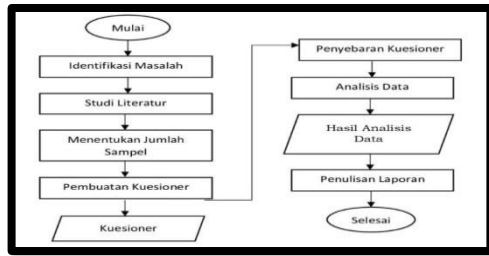 Mulai
Identifikasi Masalah
Studi Literatur
Menentukan Jumlah
Sampel
Pembuatan Kuesioner
Kuesioner
Penyebaran Kuesioner
Analisis Data
Hasil Analisis
Data
Penulisan Laporan
Selesai